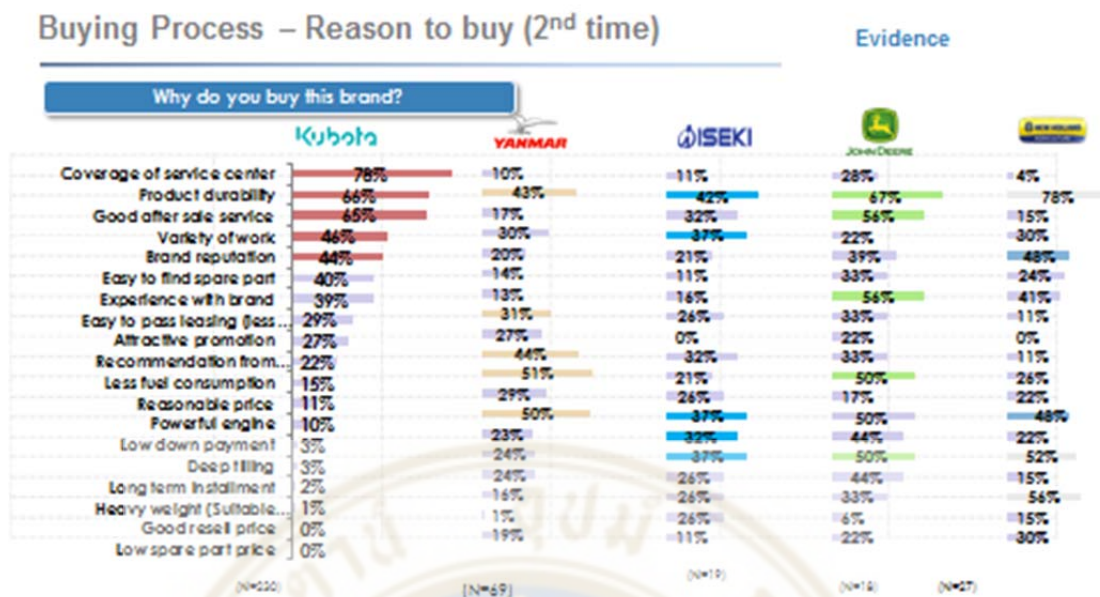 Buying Process – Reason to buy (2nd time)
Evidence
Why do you buy this brand?
Kubota YANMAR ISEKI JOHN DEERE NEW HOLLAND
Coverage of service center 78% 10% 11% 28% 4%
Product durability 66% 43% 42% 67% 78%
Good after sale service 65% 17% 32% 56% 15%
Variety of work 46% 30% 37% 22% 30%
Brand reputation 44% 20% 21% 39% 48%
Easy to find spare part 40% 14% 11% 33% 24%
Experience with brand 39% 13% 16% 56% 41%
Easy to pass leasing (less... 29% 31% 26% 33% 11%
Attractive promotion 27% 27% 0% 22% 0%
Recommendation from... 22% 44% 32% 33% 11%
Less fuel consumption 15% 51% 21% 50% 26%
Reasonable price 11% 29% 26% 17% 22%
Powerful engine 10% 50% 37% 50% 48%
Low down payment 3% 23% 32% 44% 22%
Deep tilling 3% 24% 37% 50% 52%
Long term Installment 2% 24% 26% 44% 15%
Heavy weight (Suitable... 1% 16% 26% 33% 56%
Good resell price 0% 1% 26% 6% 15%
Low spare part price 0% 19% 11% 22% 30%
(N=230) (N=69) (N=19) (N=18) (N=27)